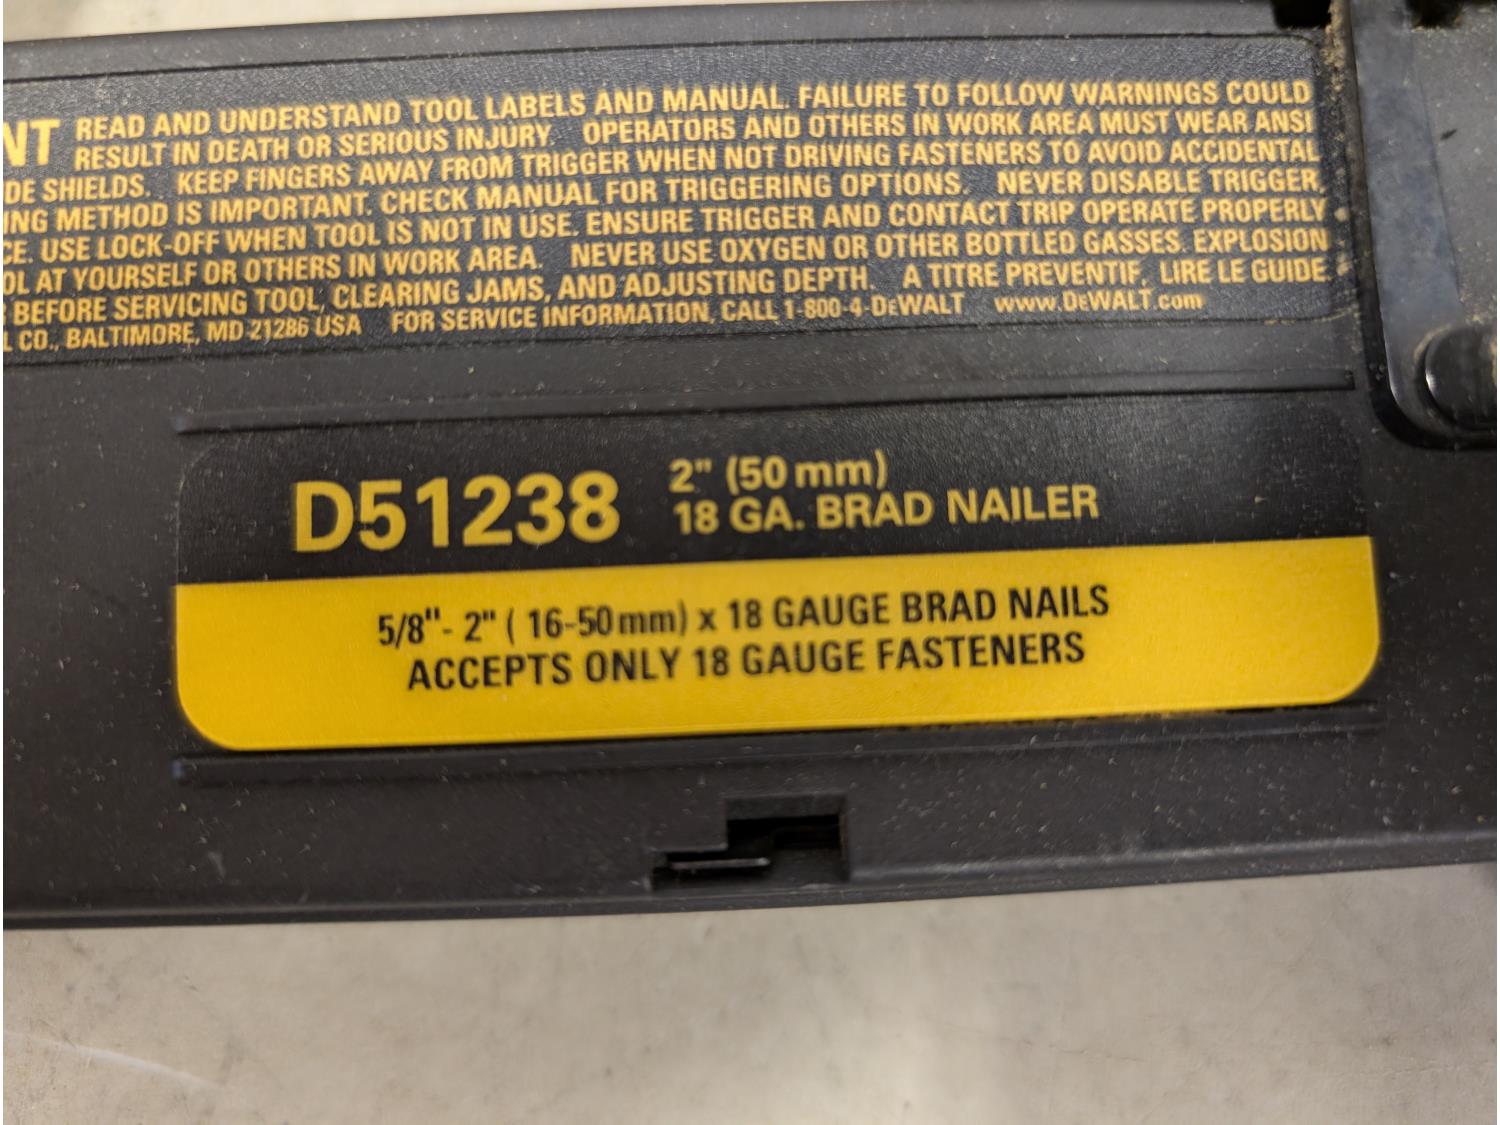 NT READ AND UNDERSTAND TOOL LABELS AND MANUAL. FAILURE TO FOLLOW WARNINGS COULD
RESULT IN DEATH OR SERIOUS INJURY. OPERATORS AND OTHERS IN WORK AREA MUST WEAR ANSI
DE SHIELDS. KEEP FINGERS AWAY FROM TRIGGER WHEN NOT DRIVING FASTENERS TO AVOID ACCIDENTAL
NG METHOD IS IMPORTANT. CHECK MANUAL FOR TRIGGERING OPTIONS. NEVER DISABLE TRIGGER,
CE. USE LOCK-OFF WHEN TOOL IS NOT IN USE. ENSURE TRIGGER AND CONTACT TRIP OPERATE PROPERLY
OL AT YOURSELF OR OTHERS IN WORK AREA. NEVER USE OXYGEN OR OTHER BOTTLED GASSES. EXPLOSION
BEFORE SERVICING TOOL, CLEARING JAMS, AND ADJUSTING DEPTH. A TITRE PREVENTIF, LIRE LE GUIDE.
L CO., BALTIMORE, MD 21286 USA FOR SERVICE INFORMATION, CALL 1-800-4-DeWALT www.DeWALT.com
D51238 2" (50 mm)
18 GA. BRAD NAILER
5/8"- 2" ( 16-50mm) x 18 GAUGE BRAD NAILS
ACCEPTS ONLY 18 GAUGE FASTENERS